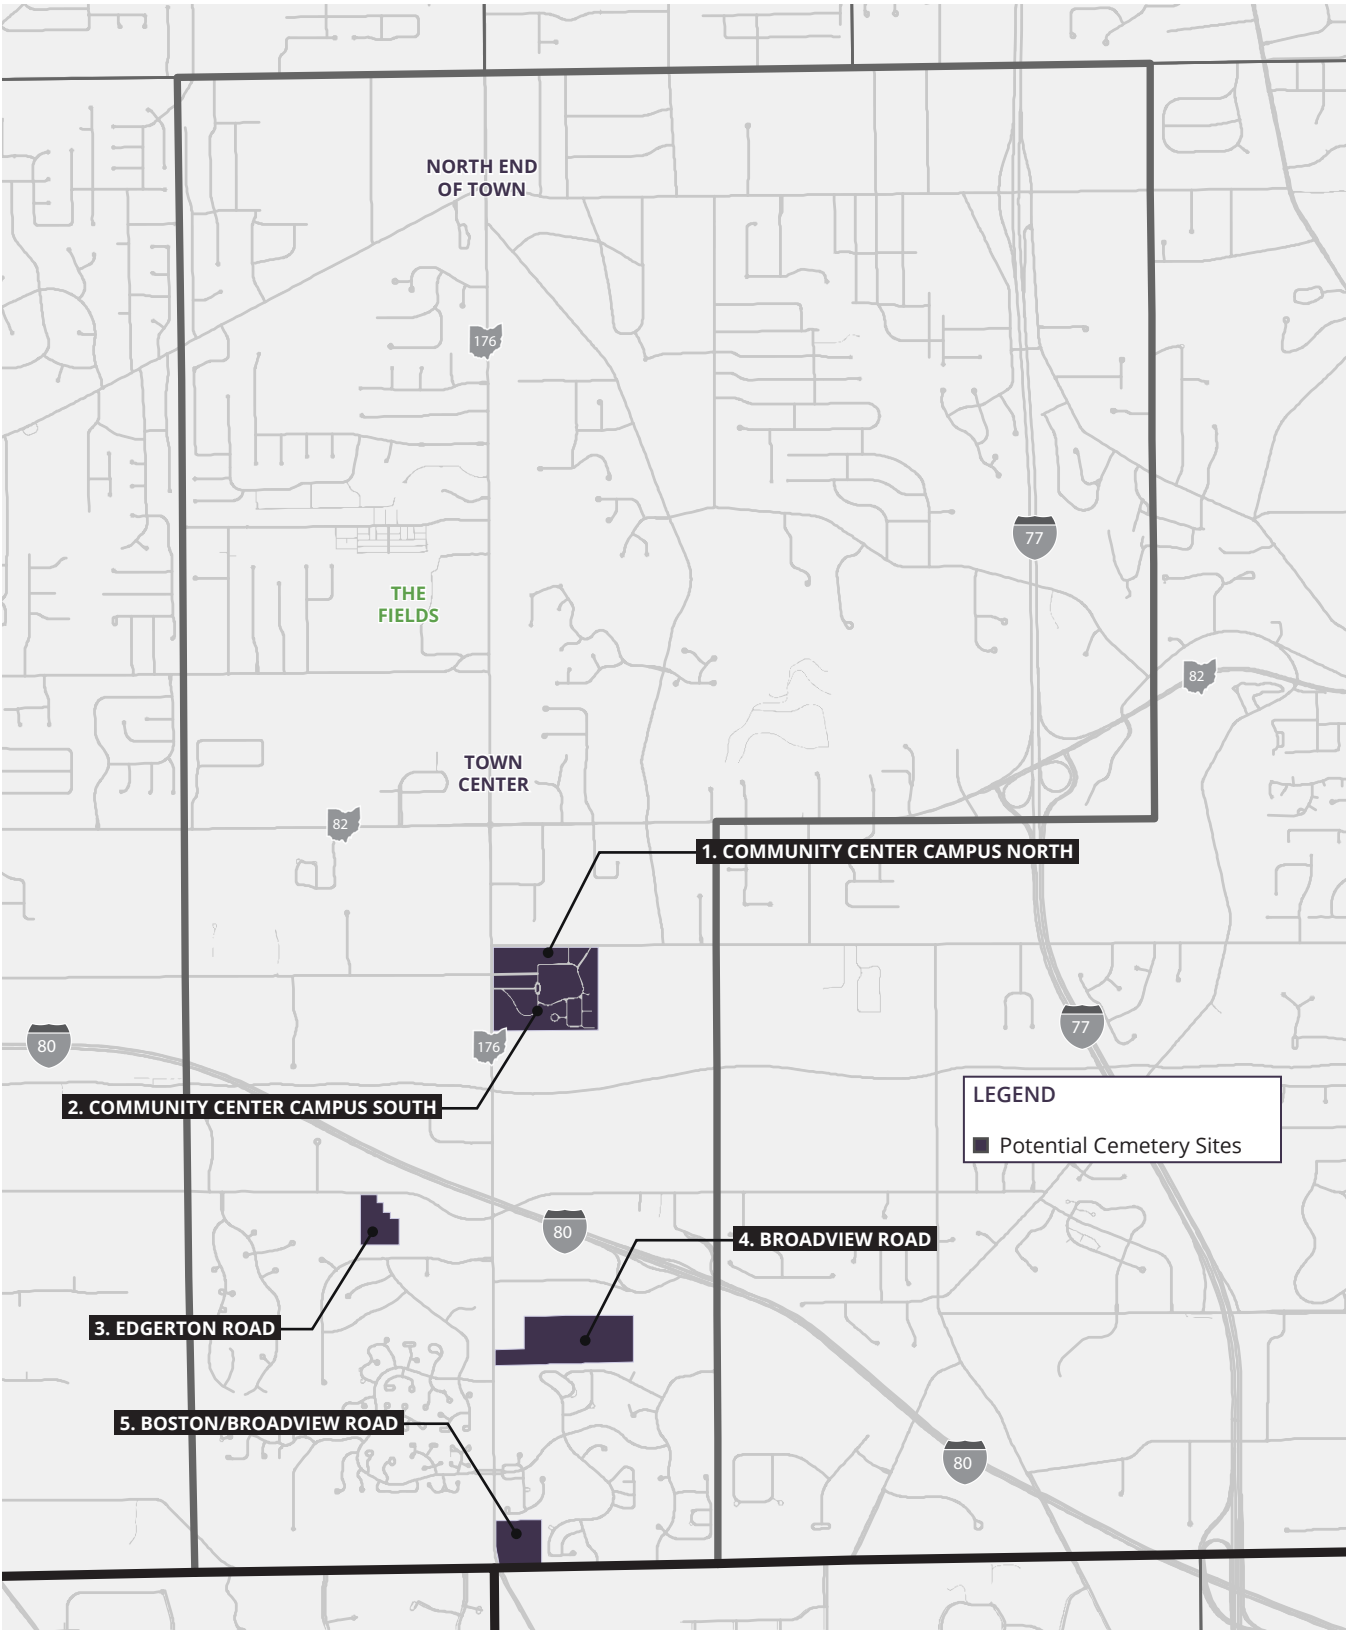 NORTH END
OF TOWN
176
77
THE
FIELDS
82
TOWN
CENTER
82
1. COMMUNITY CENTER CAMPUS NORTH
80
176
77
2. COMMUNITY CENTER CAMPUS SOUTH
LEGEND
Potential Cemetery Sites
80
4. BROADVIEW ROAD
3. EDGERTON ROAD
5. BOSTON/BROADVIEW ROAD
80